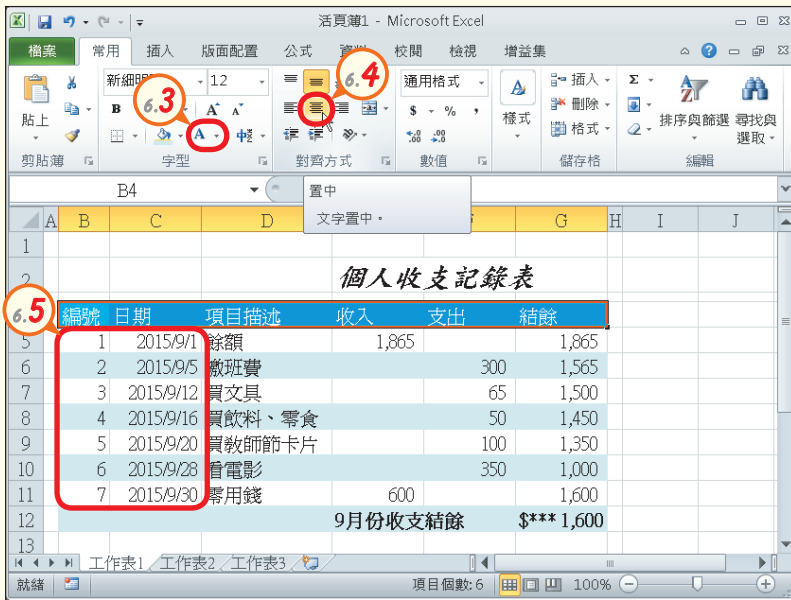 活頁簿1 - Microsoft Excel
檔案 常用 插入 版面配置 公式 校閱 檢視 增益集
新細明 12 通用格式 插入 Σ
貼上 B A A $ % , 樣式 刪除 排序與篩選 尋找與選取
A 中 .00 .00 格式
剪貼簿 字型 對齊方式 數值 儲存格 編輯
6.3
6.4
B4
置中
文字置中。
A B C D G H I J
1
個人收支記錄表
6.5
編號 日期 項目描述 收入 支出 結餘
1 2015/9/1 餘額 1,865 1,865
6 2 2015/9/5 繳班費 300 1,565
7 3 2015/9/12 買文具 65 1,500
8 4 2015/9/16 買飲料、零食 50 1,450
9 5 2015/9/20 買教師節卡片 100 1,350
10 6 2015/9/28 看電影 350 1,000
11 7 2015/9/30 零用錢 600 1,600
12 9月份收支結餘 $*** 1,600
13
工作表1 工作表2 工作表3
就緒 項目個數: 6 100%